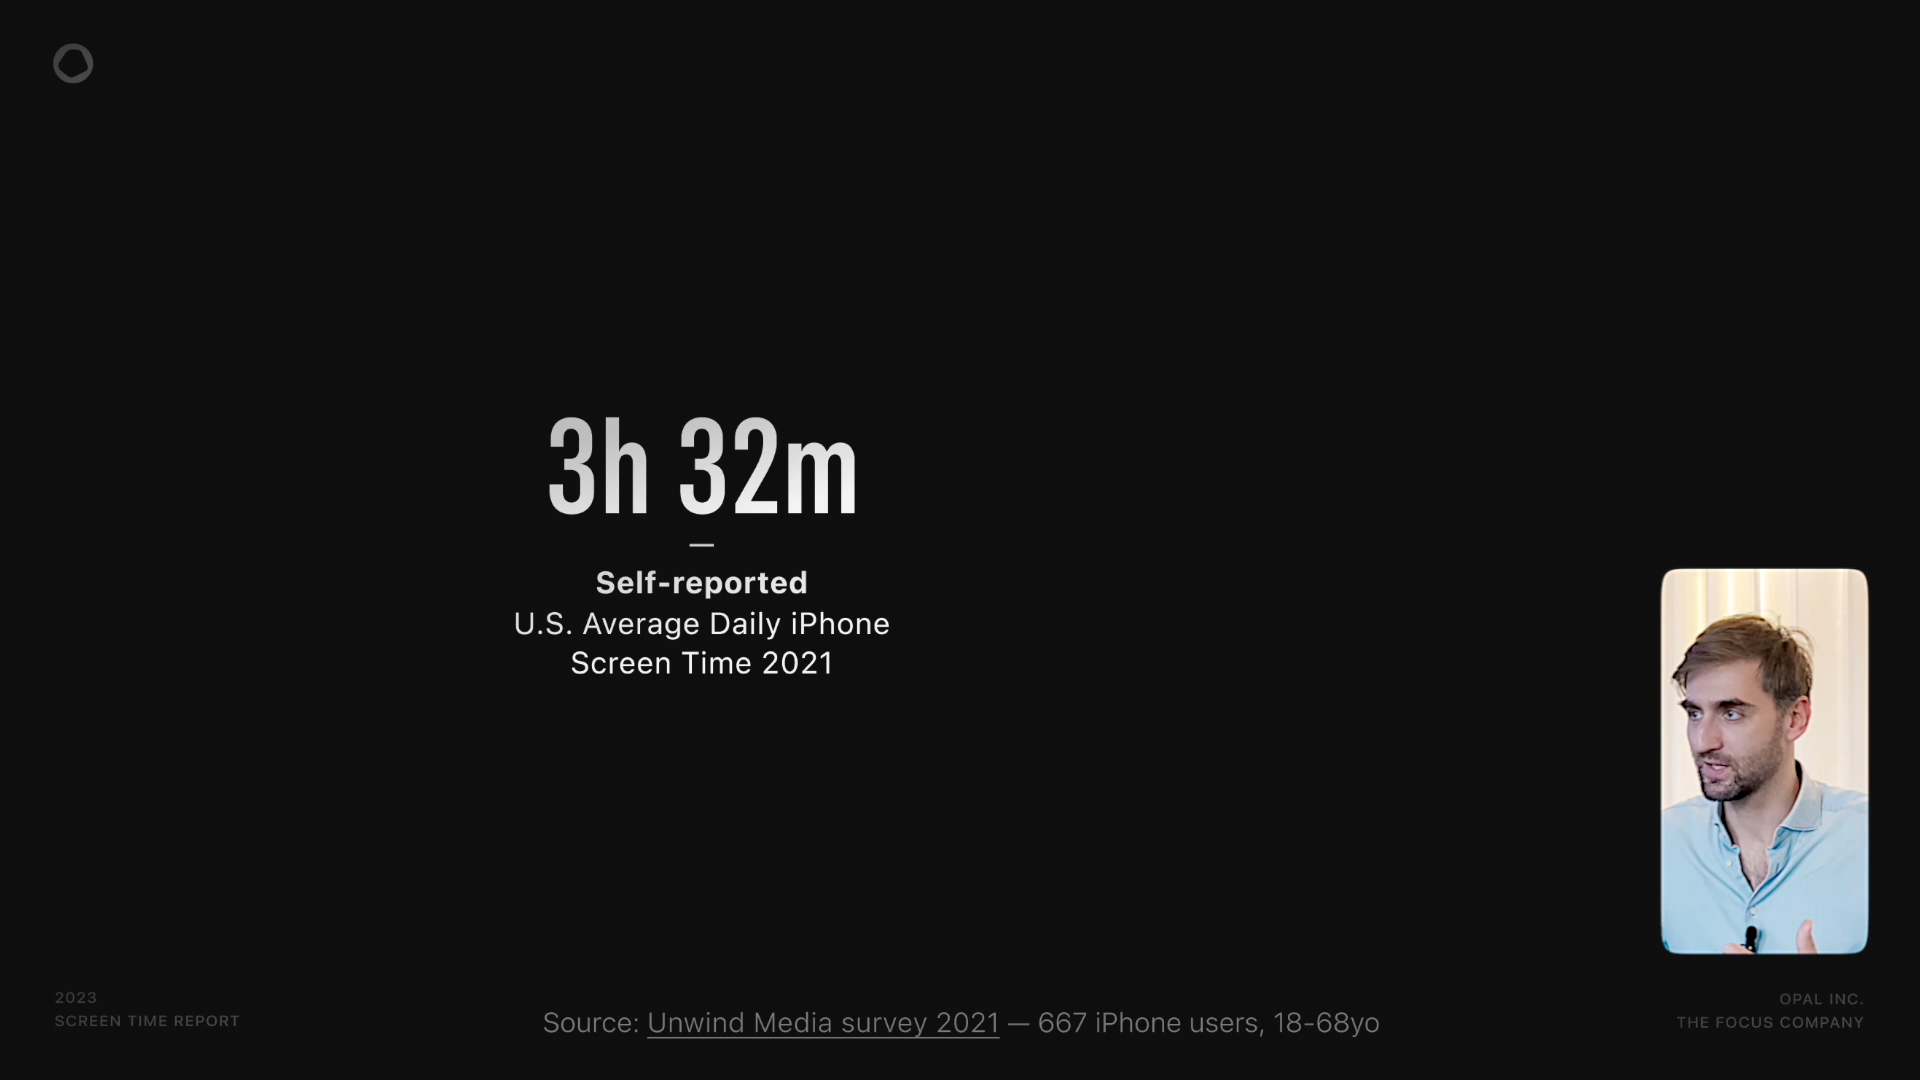 3h 32m
—
Self-reported
U.S. Average Daily iPhone
Screen Time 2021
2023
SCREEN TIME REPORT
Source: Unwind Media survey 2021 — 667 iPhone users, 18-68yo
OPAL INC.
THE FOCUS COMPANY